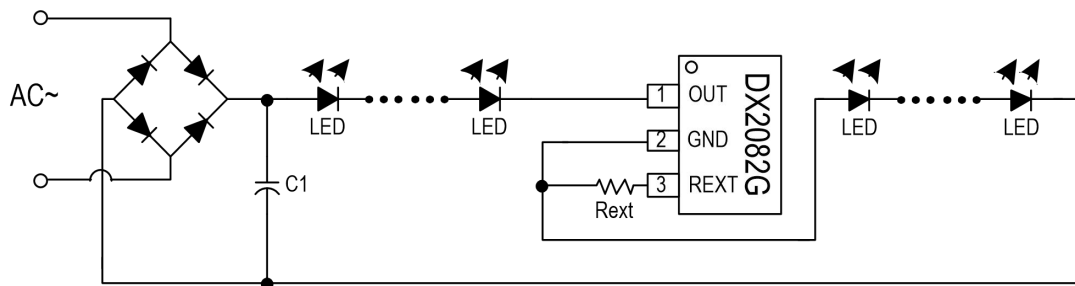 AC~
LED
LED
C1
1 OUT
2 GND
3 REXT
DX2082G
Rext
LED
LED